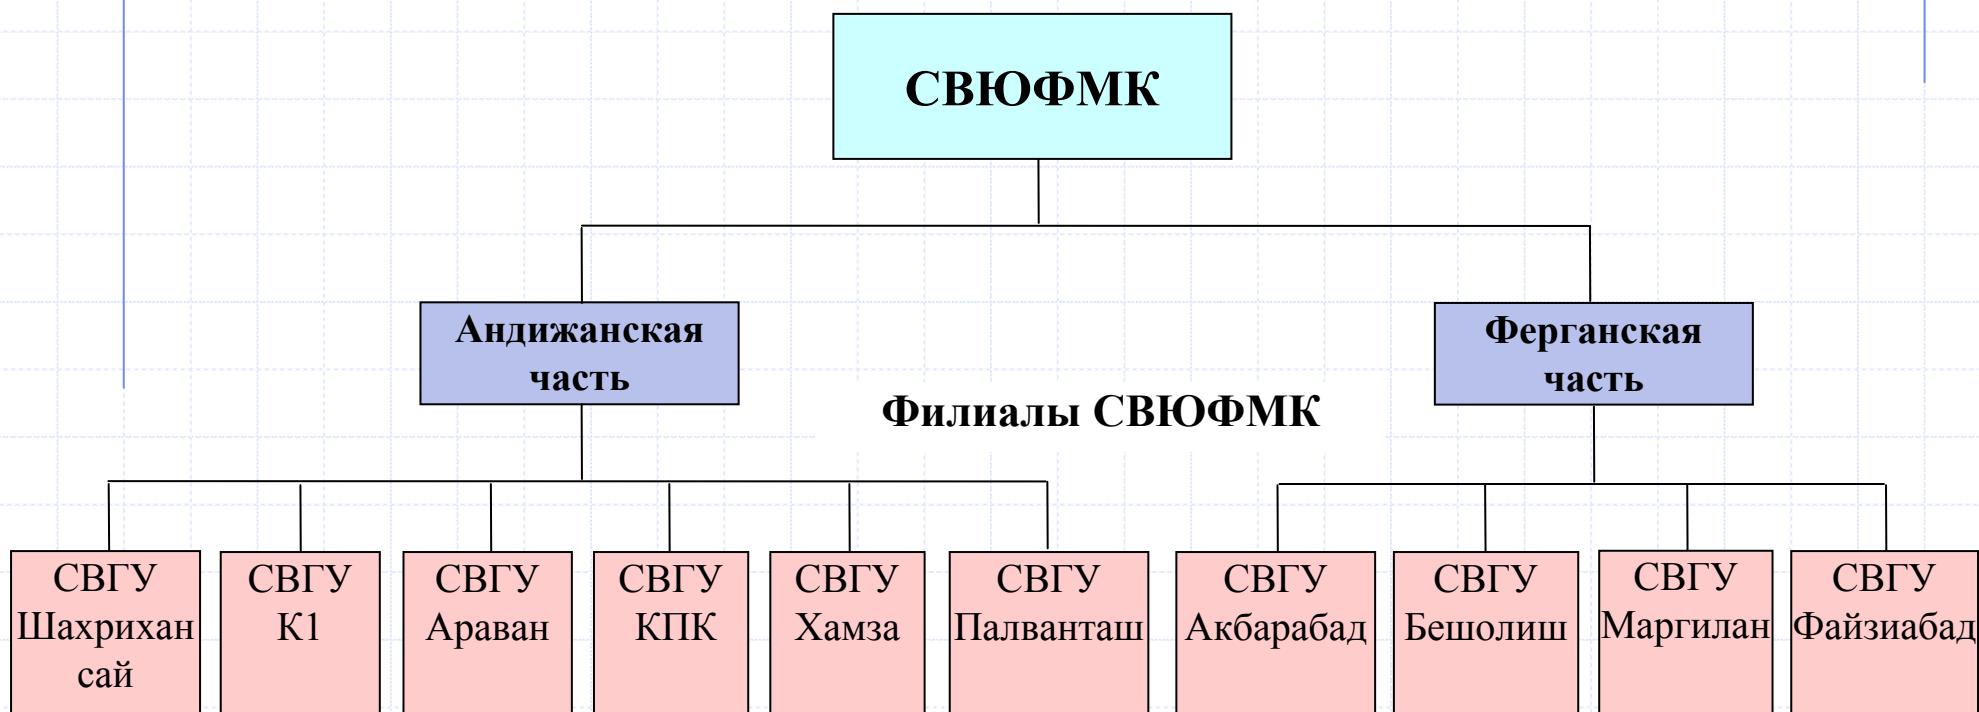 СВЮФМК
Андижанская
часть
Ферганская
часть
Филиалы СВЮФМК
СВГУ
Шахрихан
сай
СВГУ
К1
СВГУ
Араван
СВГУ
КПК
СВГУ
Хамза
СВГУ
Палванташ
СВГУ
Акбарабад
СВГУ
Бешолиш
СВГУ
Маргилан
СВГУ
Файзиабад